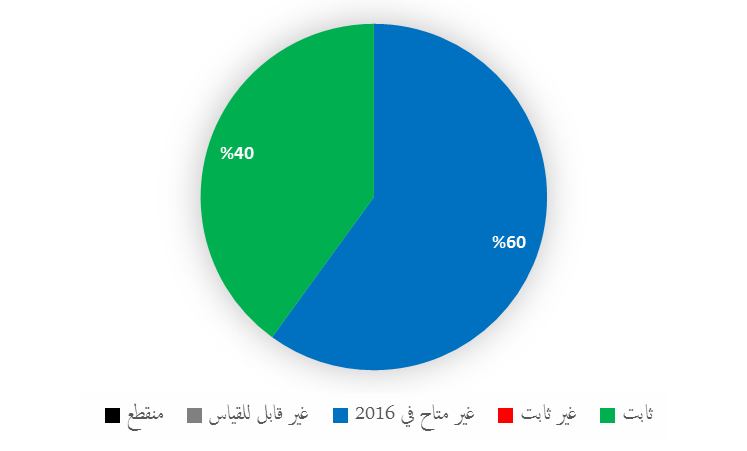 %40
%60
ثابت
غير ثابت
غير متاح في 2016
غير قابل للقياس
منقطع